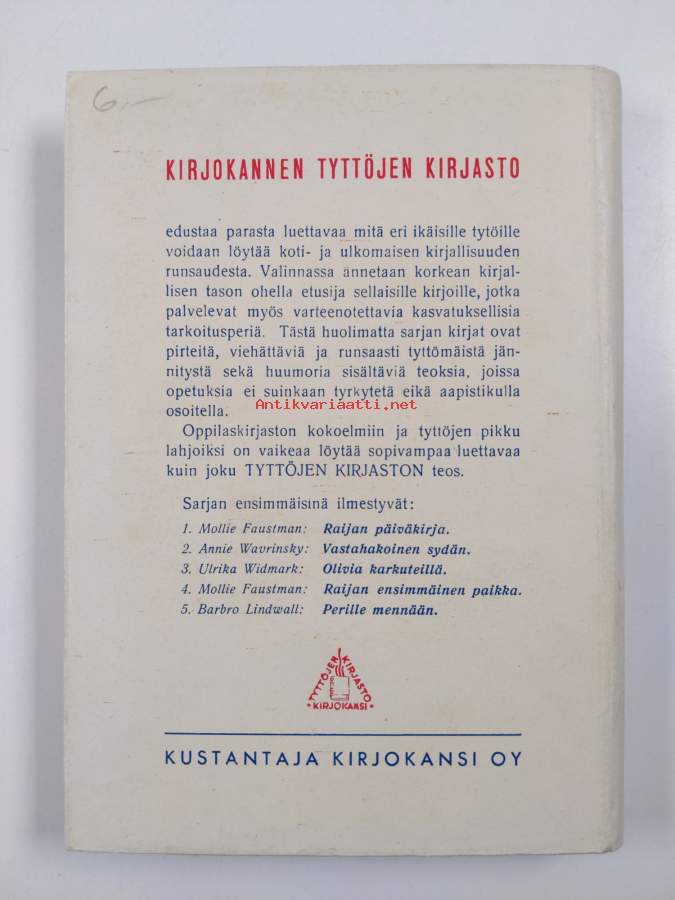 6,—
KIRJOKANNEN TYTTÖJEN KIRJASTO
edustaa parasta luettavaa mitä eri ikäisille tytöille
voidaan löytää koti- ja ulkomaisen kirjallisuuden
runsaudesta. Valinnassa annetaan korkean kirjal-
lisen tason ohella etusija sellaisille kirjoille, jotka
palvelevat myös varteenotettavia kasvatuksellisia
tarkoitusperiä. Tästä huolimatta sarjan kirjat ovat
pirteitä, viehättäviä ja runsaasti tyttömäistä jän-
nitystä sekä huumoria sisältäviä teoksia, joissa
opetuksia ei suinkaan tyrkytetä eikä aapistikulla
osoitella.
Antikvariaatti.net
Oppilaskirjaston kokoelmiin ja tyttöjen pikku
lahjoiksi on vaikeaa löytää sopivampaa luettavaa
kuin joku TYTTÖJEN KIRJASTON teos.
Sarjan ensimmäisinä ilmestyvät:
1. Mollie Faustman: Raijan päiväkirja.
2. Annie Wavrinsky: Vastahakoinen sydän.
3. Ulrika Widmark: Olivia karkuteillä.
4. Mollie Faustman: Raijan ensimmäinen paikka.
5. Barbro Lindwall: Perille mennään.
TYTTÖJEN KIRJASTO
• KIRJOKANSI •
KUSTANTAJA KIRJOKANSI OY